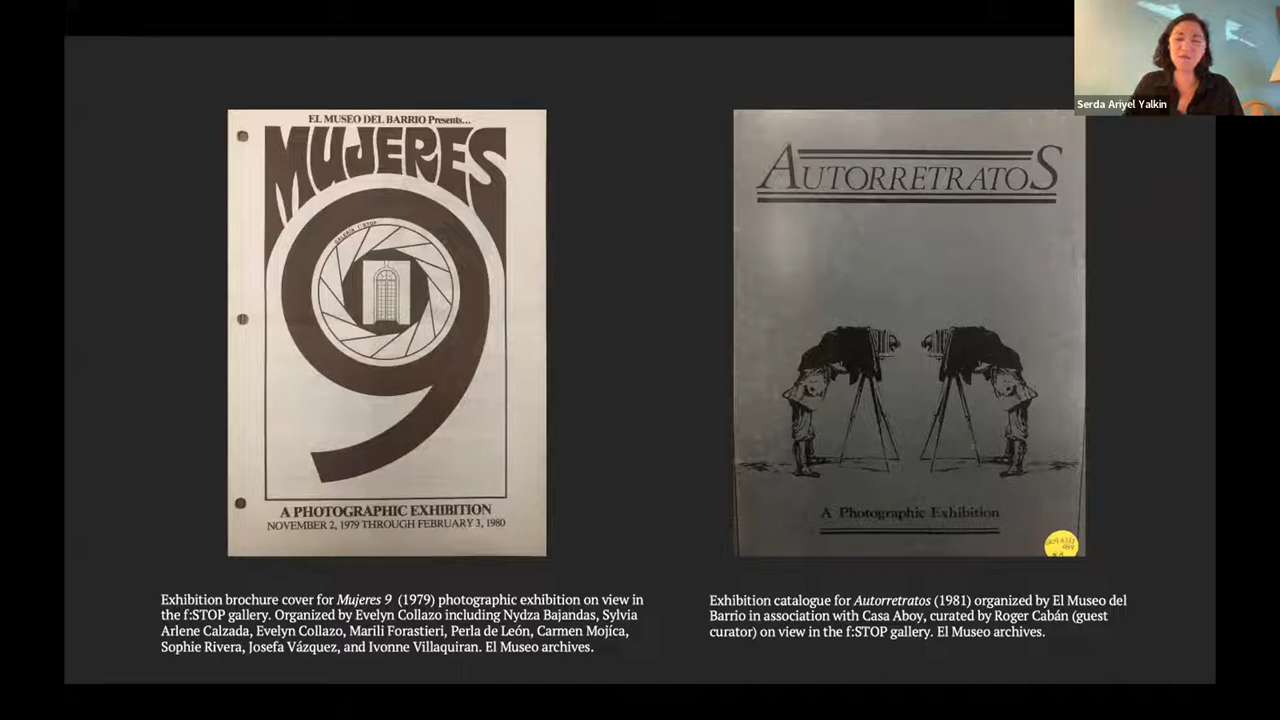 Serda Ariyel Yalkin
EL MUSEO DEL BARRIO Presents...
MUJERES
GALERIA f:STOP
9
A PHOTOGRAPHIC EXHIBITION
NOVEMBER 2, 1979 THROUGH FEBRUARY 3, 1980
AUTORRETRATOS
A Photographic Exhibition
Exhibition brochure cover for Mujeres 9 (1979) photographic exhibition on view in
the f:STOP gallery. Organized by Evelyn Collazo including Nydza Bajandas, Sylvia
Arlene Calzada, Evelyn Collazo, Marili Forastieri, Perla de León, Carmen Mojíca,
Sophie Rivera, Josefa Vázquez, and Ivonne Villaquiran. El Museo archives.
Exhibition catalogue for Autorretratos (1981) organized by El Museo del
Barrio in association with Casa Aboy, curated by Roger Cabán (guest
curator) on view in the f:STOP gallery. El Museo archives.